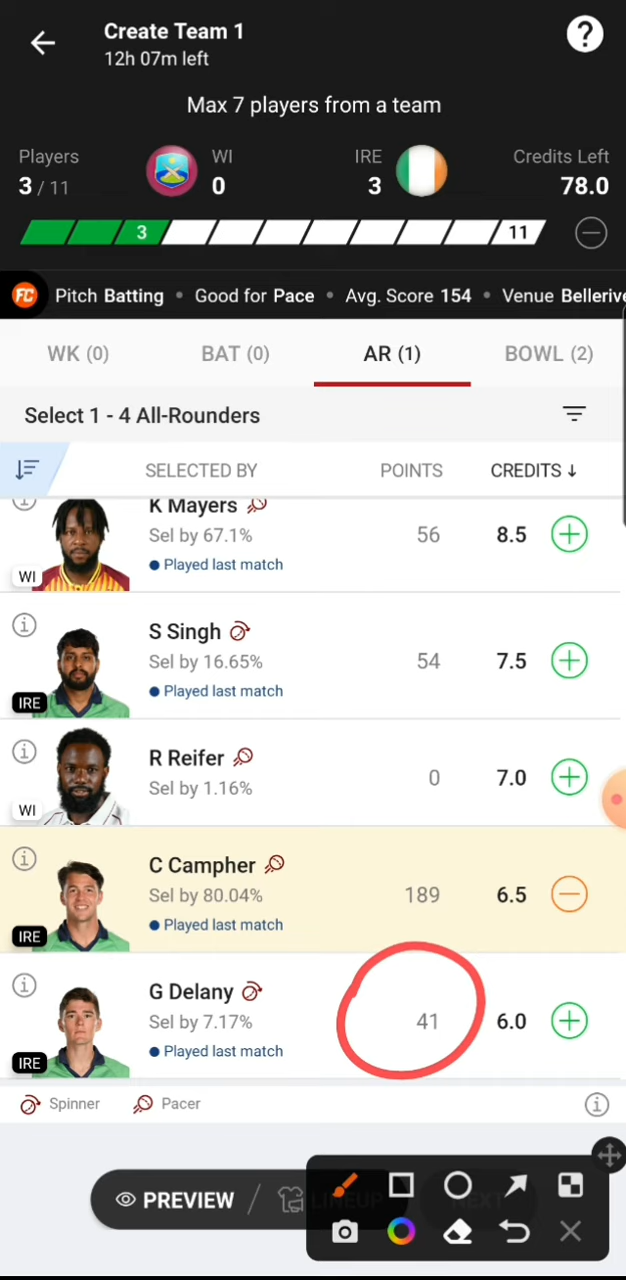 Create Team 1
12h 07m left
?
Max 7 players from a team
Players
WI
IRE
Credits Left
3 / 11
0
3
78.0
3
11
FC Pitch Batting • Good for Pace • Avg. Score 154 • Venue Bellerive
WK (0)
BAT (0)
AR (1)
BOWL (2)
Select 1 - 4 All-Rounders
SELECTED BY
POINTS
CREDITS ↓
K Mayers
Sel by 67.1%
56
8.5
Played last match
WI
S Singh
Sel by 16.65%
54
7.5
Played last match
IRE
R Reifer
Sel by 1.16%
0
7.0
WI
C Campher
Sel by 80.04%
189
6.5
Played last match
IRE
G Delany
Sel by 7.17%
41
6.0
Played last match
IRE
Spinner
Pacer
PREVIEW
/
LINEUP
NEXT